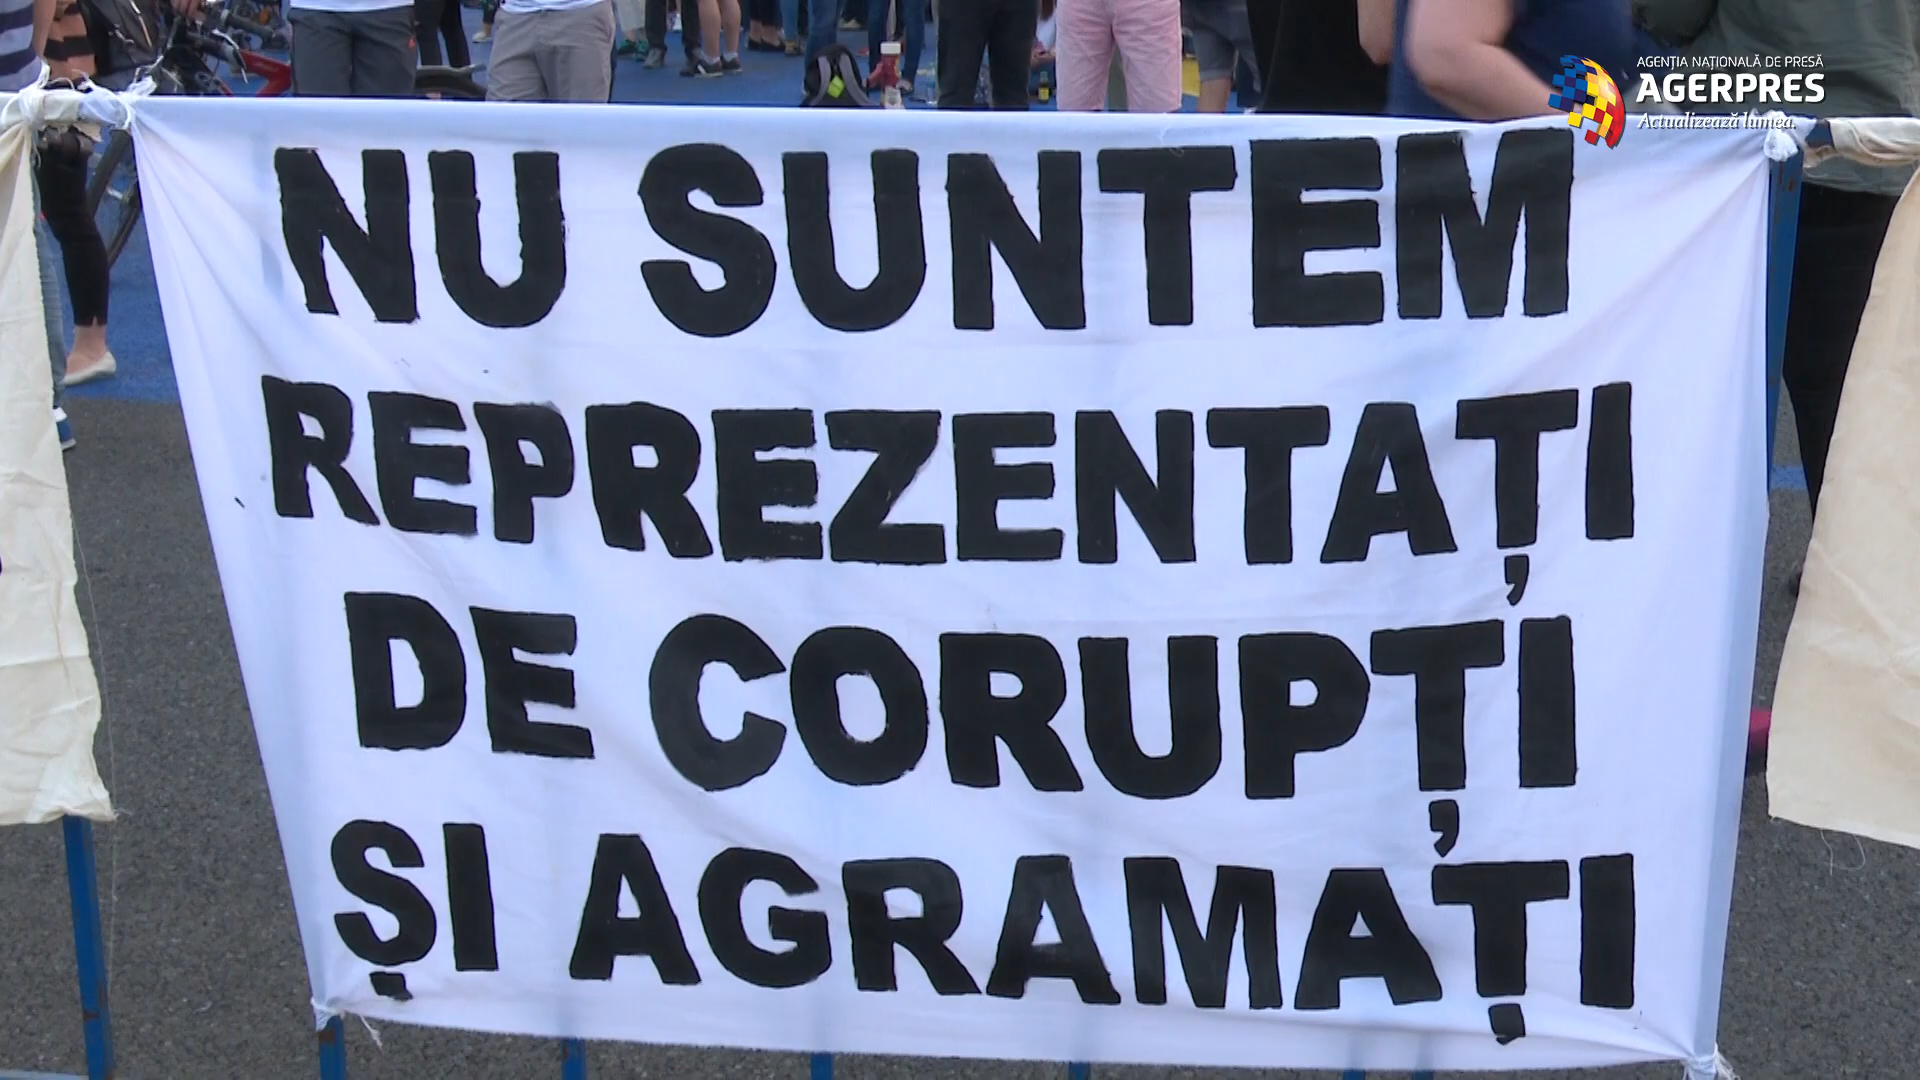 AGENȚIA NAȚIONALĂ DE PRESĂ
AGERPRES
Actualizează lumea.
NU SUNTEM
REPREZENTAȚI
DE CORUPȚI
ȘI AGRAMAȚI